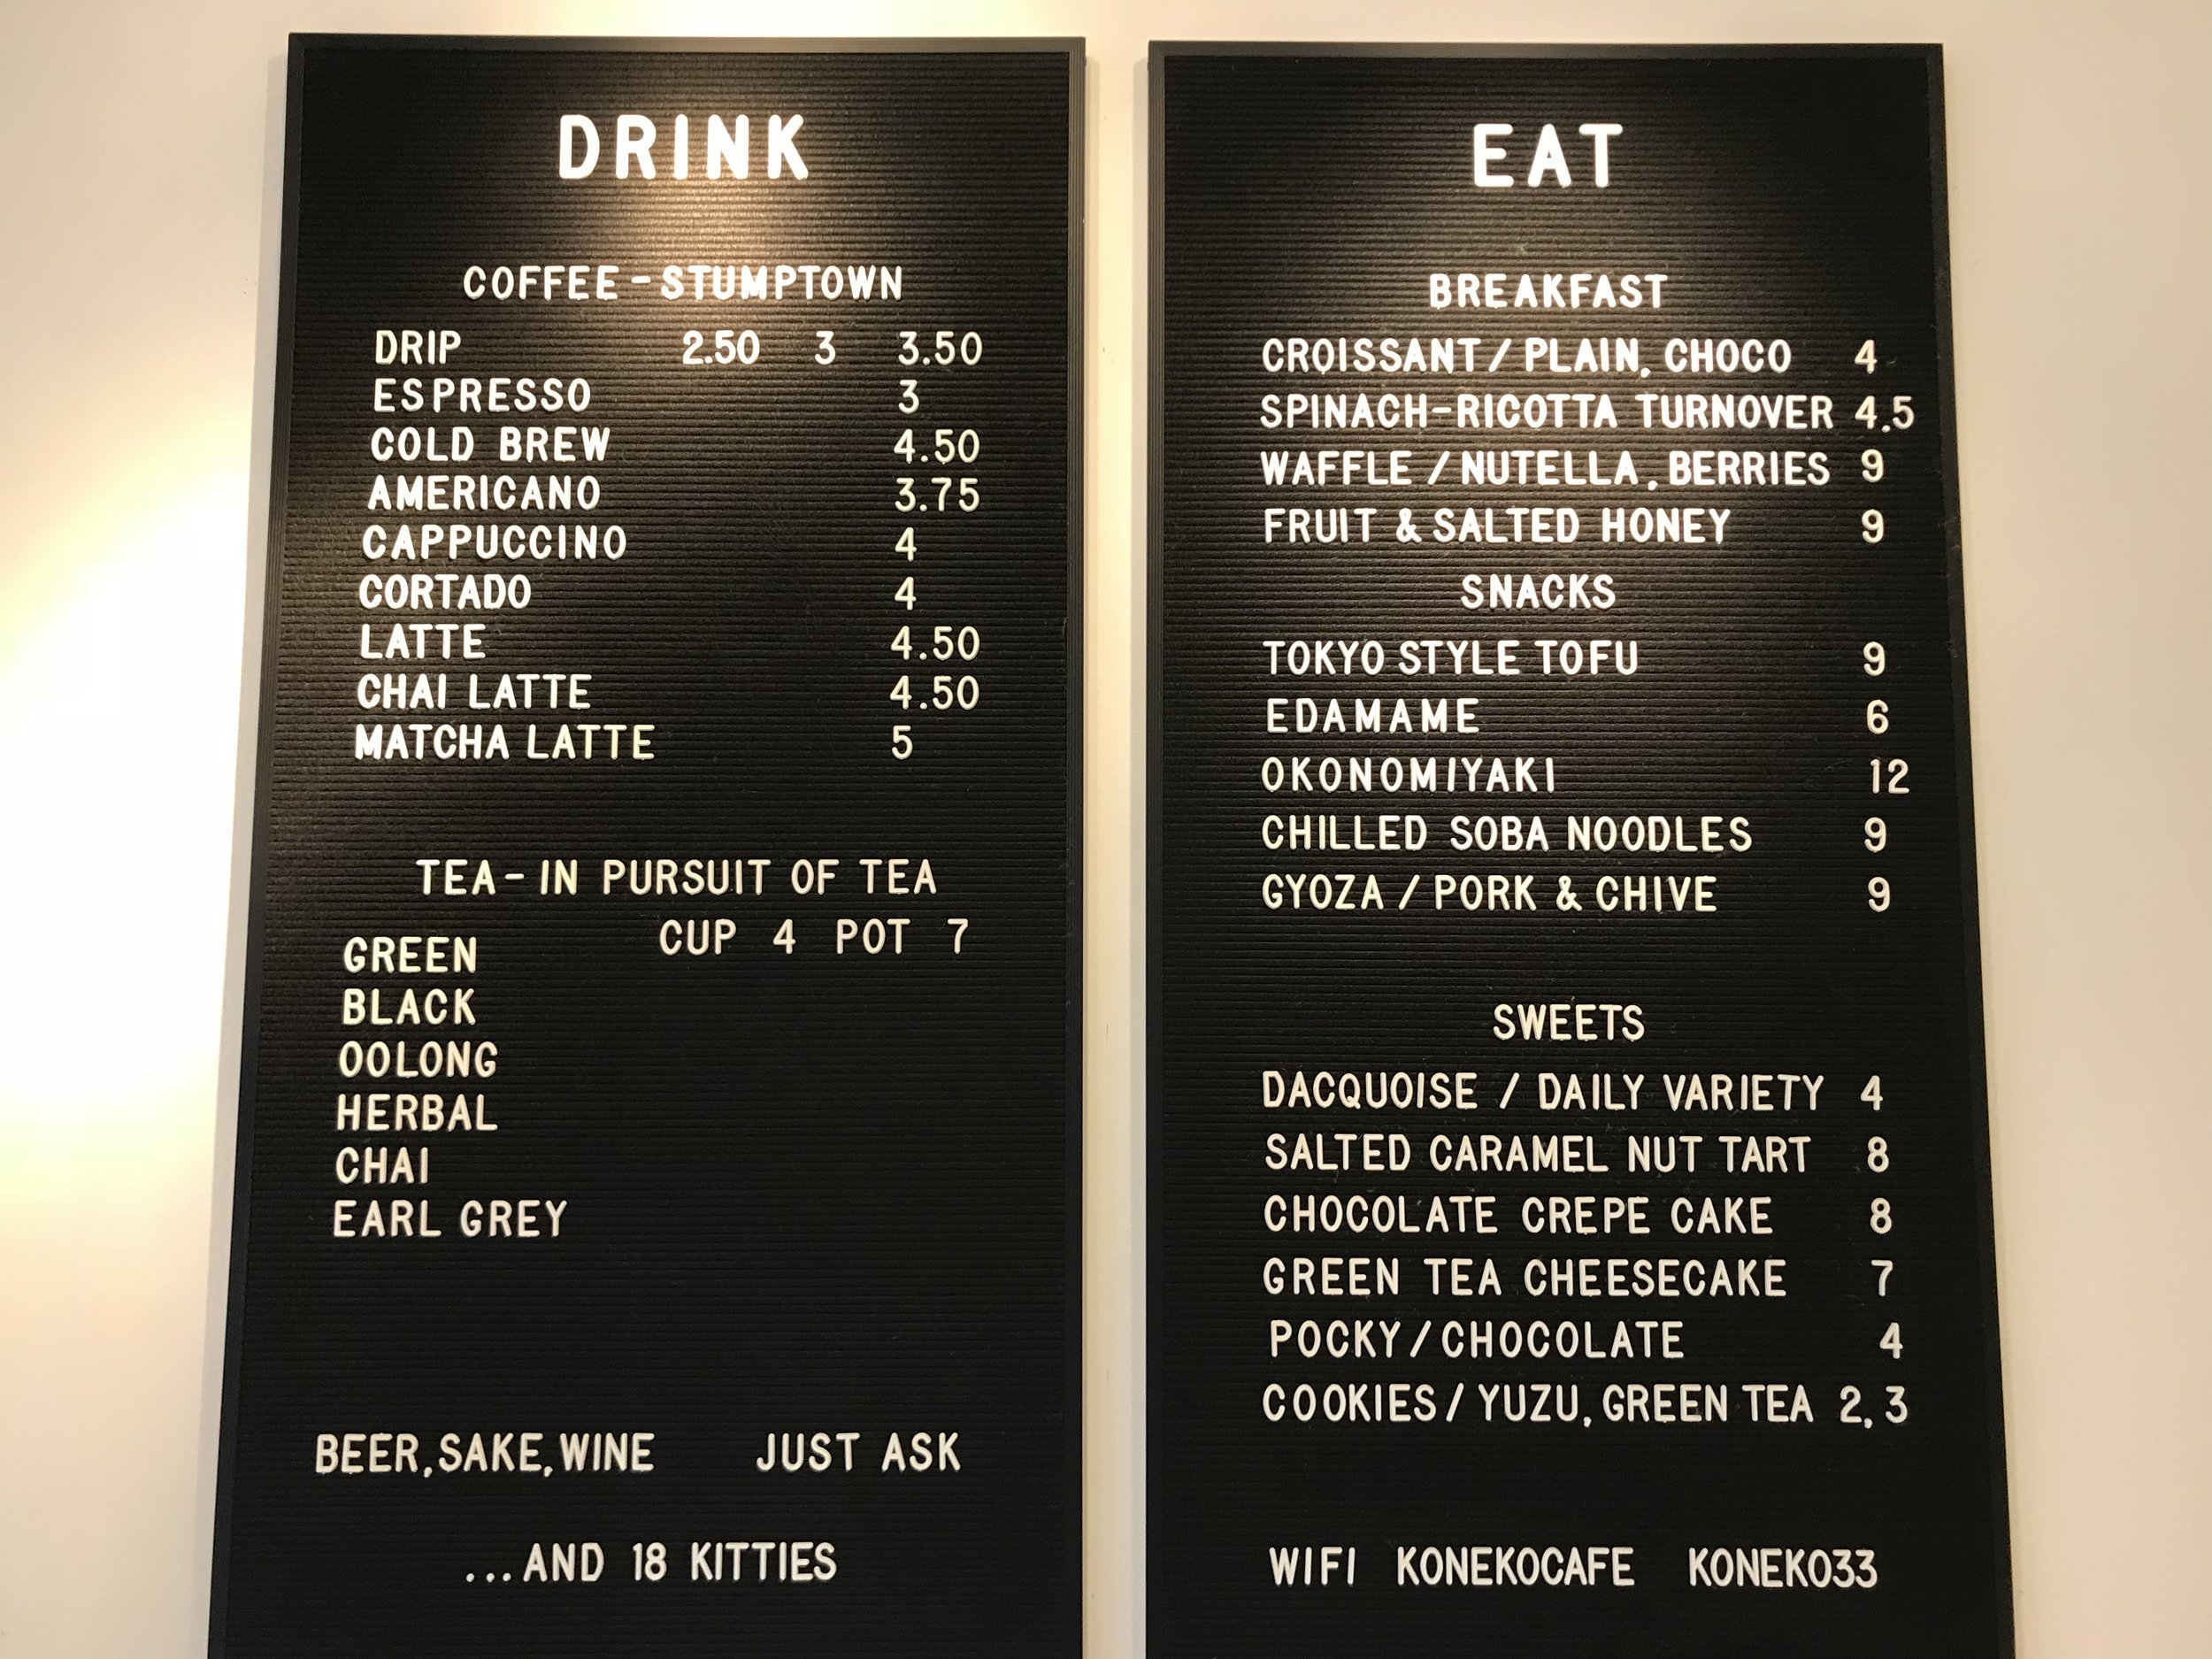 DRINK
COFFEE - STUMPTOWN
DRIP 2.50 3 3.50
ESPRESSO 3
COLD BREW 4.50
AMERICANO 3.75
CAPPUCCINO 4
CORTADO 4
LATTE 4.50
CHAI LATTE 4.50
MATCHA LATTE 5
TEA - IN PURSUIT OF TEA
CUP 4 POT 7
GREEN
BLACK
OOLONG
HERBAL
CHAI
EARL GREY
BEER, SAKE, WINE JUST ASK
...AND 18 KITTIES
EAT
BREAKFAST
CROISSANT / PLAIN, CHOCO 4
SPINACH-RICOTTA TURNOVER 4.5
WAFFLE / NUTELLA, BERRIES 9
FRUIT & SALTED HONEY 9
SNACKS
TOKYO STYLE TOFU 9
EDAMAME 6
OKONOMIYAKI 12
CHILLED SOBA NOODLES 9
GYOZA / PORK & CHIVE 9
SWEETS
DACQUOISE / DAILY VARIETY 4
SALTED CARAMEL NUT TART 8
CHOCOLATE CREPE CAKE 8
GREEN TEA CHEESECAKE 7
POCKY / CHOCOLATE 4
COOKIES / YUZU, GREEN TEA 2, 3
WIFI KONEKOCAFE KONEKO33